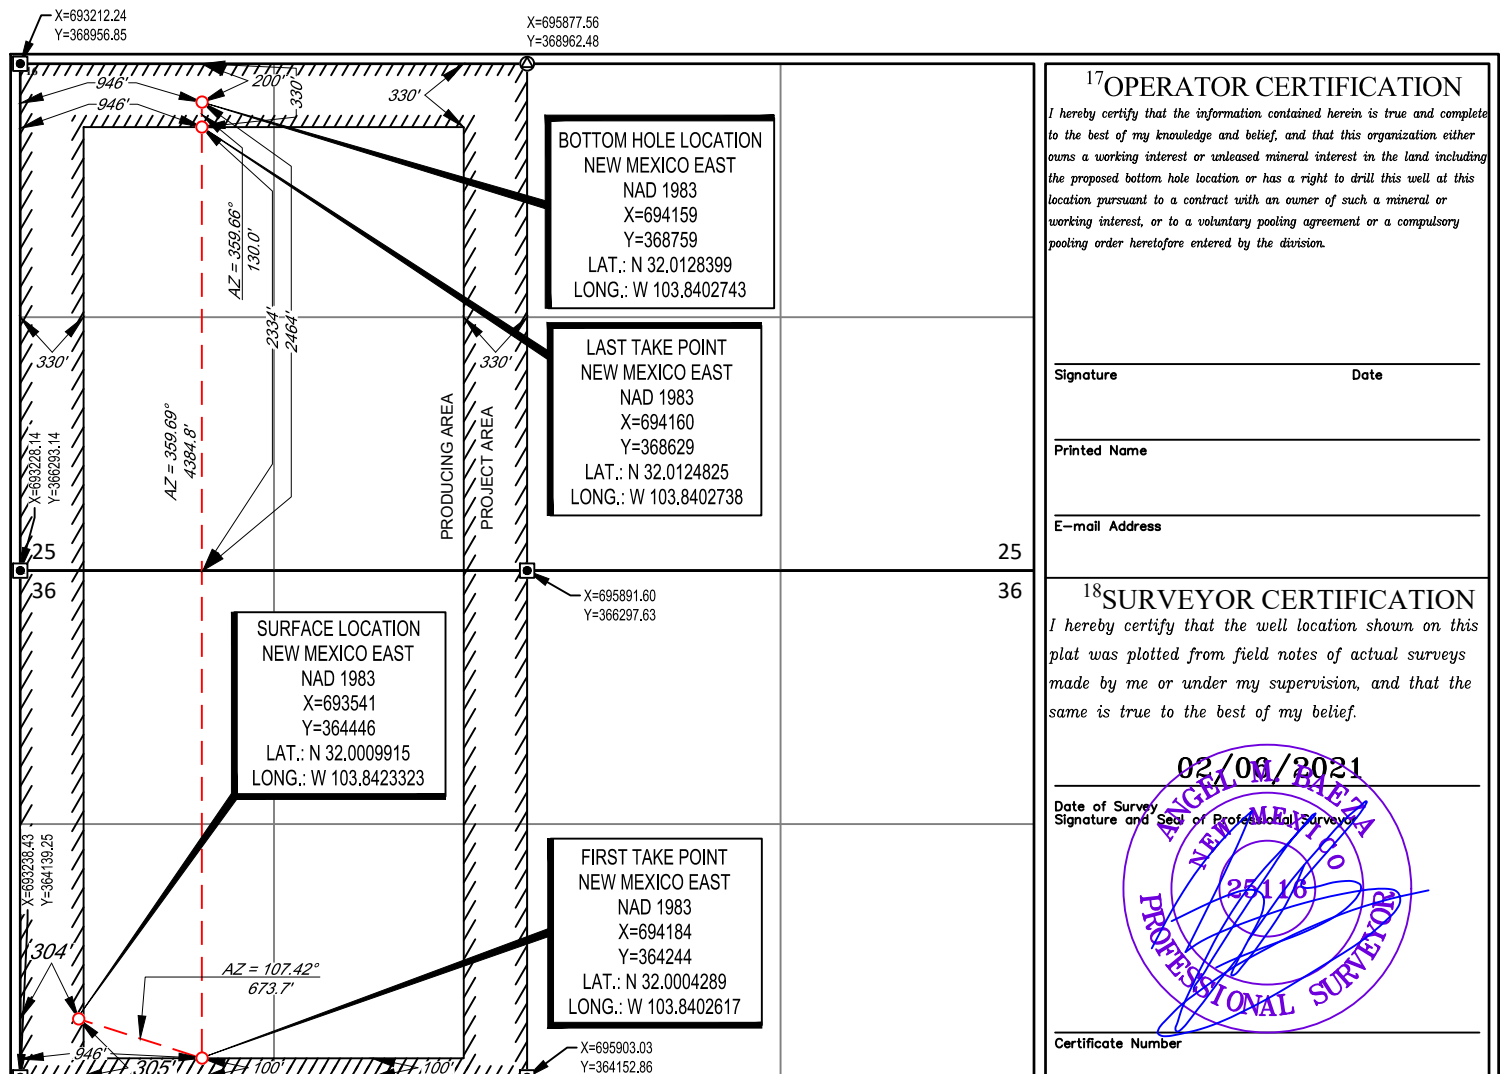 X=693212.24
Y=368956.85
X=695877.56
Y=368962.48
946'
946'
200'
330'
330'
AZ = 359.66°
130.0'
2334'
2464'
330'
330'
AZ = 359.69°
4384.8'
PRODUCING AREA
PROJECT AREA
X=693228.14
Y=366293.14
25
36
25
36
BOTTOM HOLE LOCATION
NEW MEXICO EAST
NAD 1983
X=694159
Y=368759
LAT.: N 32.0128399
LONG.: W 103.8402743
LAST TAKE POINT
NEW MEXICO EAST
NAD 1983
X=694160
Y=368629
LAT.: N 32.0124825
LONG.: W 103.8402738
X=695891.60
Y=366297.63
SURFACE LOCATION
NEW MEXICO EAST
NAD 1983
X=693541
Y=364446
LAT.: N 32.0009915
LONG.: W 103.8423323
FIRST TAKE POINT
NEW MEXICO EAST
NAD 1983
X=694184
Y=364244
LAT.: N 32.0004289
LONG.: W 103.8402617
X=693238.43
Y=364139.25
304'
AZ = 107.42°
673.7'
946'
305'
100'
100'
X=695903.03
Y=364152.86
17OPERATOR CERTIFICATION
I hereby certify that the information contained herein is true and complete
to the best of my knowledge and belief, and that this organization either
owns a working interest or unleased mineral interest in the land including
the proposed bottom hole location or has a right to drill this well at this
location pursuant to a contract with an owner of such a mineral or
working interest, or to a voluntary pooling agreement or a compulsory
pooling order heretofore entered by the division.
Signature Date
Printed Name
E-mail Address
18SURVEYOR CERTIFICATION
I hereby certify that the well location shown on this
plat was plotted from field notes of actual surveys
made by me or under my supervision, and that the
same is true to the best of my belief.
02/06/2021
Date of Survey
Signature and Seal of Professional Surveyor
ANGEL M. BAEZA
NEW MEXICO
25116
PROFESSIONAL SURVEYOR
Certificate Number